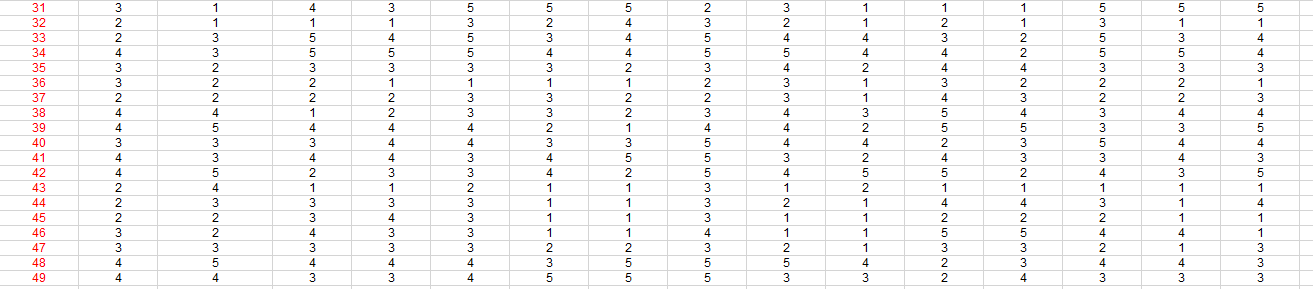 31 3 1 4 3 5 5 5 2 3 1 1 1 5 5 5
32 2 1 1 1 3 2 4 3 2 1 2 1 3 1 1
33 2 3 5 4 5 3 4 5 4 4 3 2 5 3 4
34 4 3 5 5 5 4 4 5 5 4 4 2 5 5 4
35 3 2 3 3 3 3 2 3 4 2 4 4 3 3 3
36 3 2 2 1 1 1 1 2 3 1 3 2 2 2 1
37 2 2 2 2 3 3 2 2 3 1 4 3 2 2 3
38 4 4 1 2 3 3 2 3 4 3 5 4 3 4 4
39 4 5 4 4 4 2 1 4 4 2 5 5 3 3 5
40 3 3 3 4 4 3 3 5 4 4 2 3 5 4 4
41 4 3 4 4 3 4 5 5 3 2 4 3 3 4 3
42 4 5 2 3 3 4 2 5 4 5 5 2 4 3 5
43 2 4 1 1 2 1 1 3 1 2 1 1 1 1 1
44 2 3 3 3 3 1 1 3 2 1 4 4 3 1 4
45 2 2 3 4 3 1 1 3 1 1 2 2 2 1 1
46 3 2 4 3 3 1 1 4 1 1 5 5 4 4 1
47 3 3 3 3 3 2 2 3 2 1 3 3 2 1 3
48 4 5 4 4 4 3 5 5 5 4 2 3 4 4 3
49 4 4 3 3 4 5 5 5 3 3 2 4 3 3 3